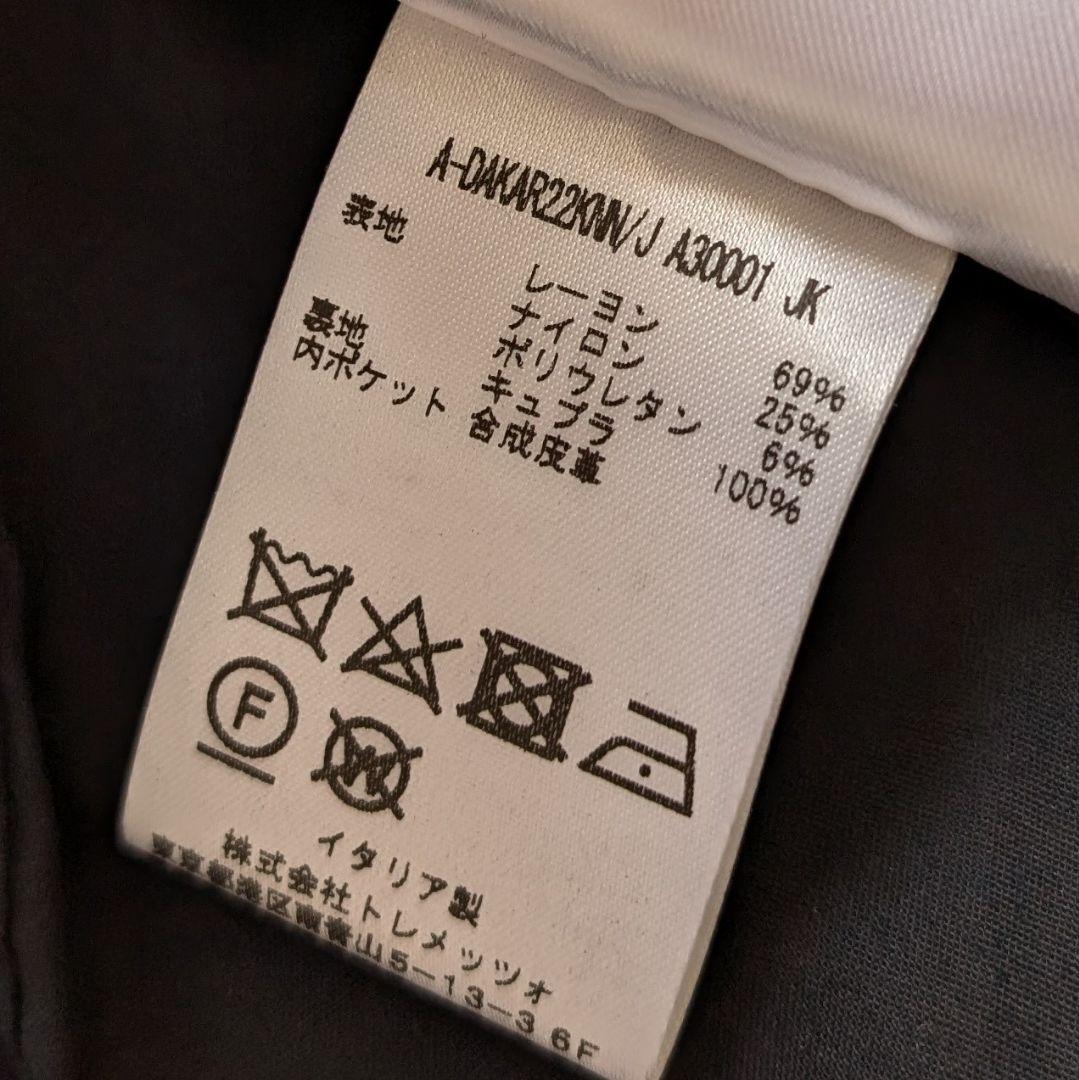 A-DAKAR22KNN/J A30001 JK
表地
レーヨン 69%
ナイロン 25%
ポリウレタン 6%
裏地 キュプラ 100%
内ポケット 合成皮革
F
W
イタリア製
株式会社トレメッツォ
東京都港区南青山5-13-3 6F